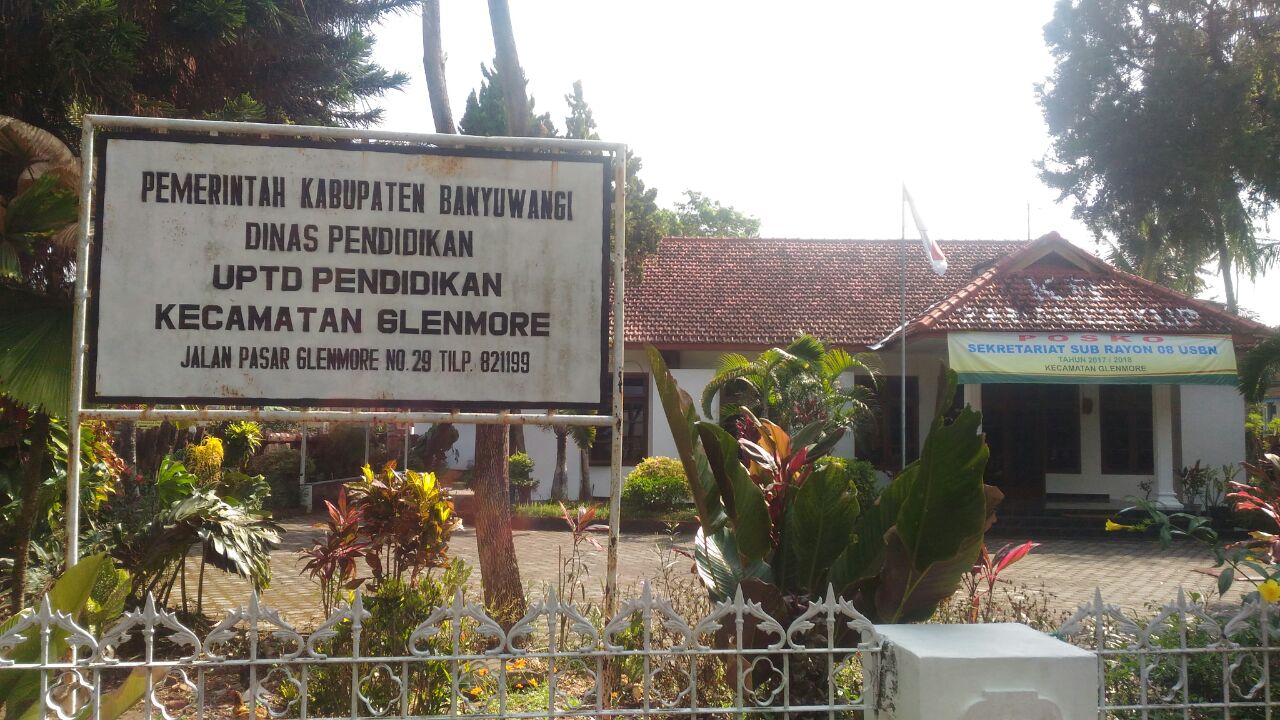 PEMERINTAH KABUPATEN BANYUWANGI
DINAS PENDIDIKAN
UPTD PENDIDIKAN
KECAMATAN GLENMORE
JALAN PASAR GLENMORE NO. 29 TILP. 821199
POSKO
SEKRETARIAT SUB RAYON 08 USBN
TAHUN 2017 / 2018
KECAMATAN GLENMORE